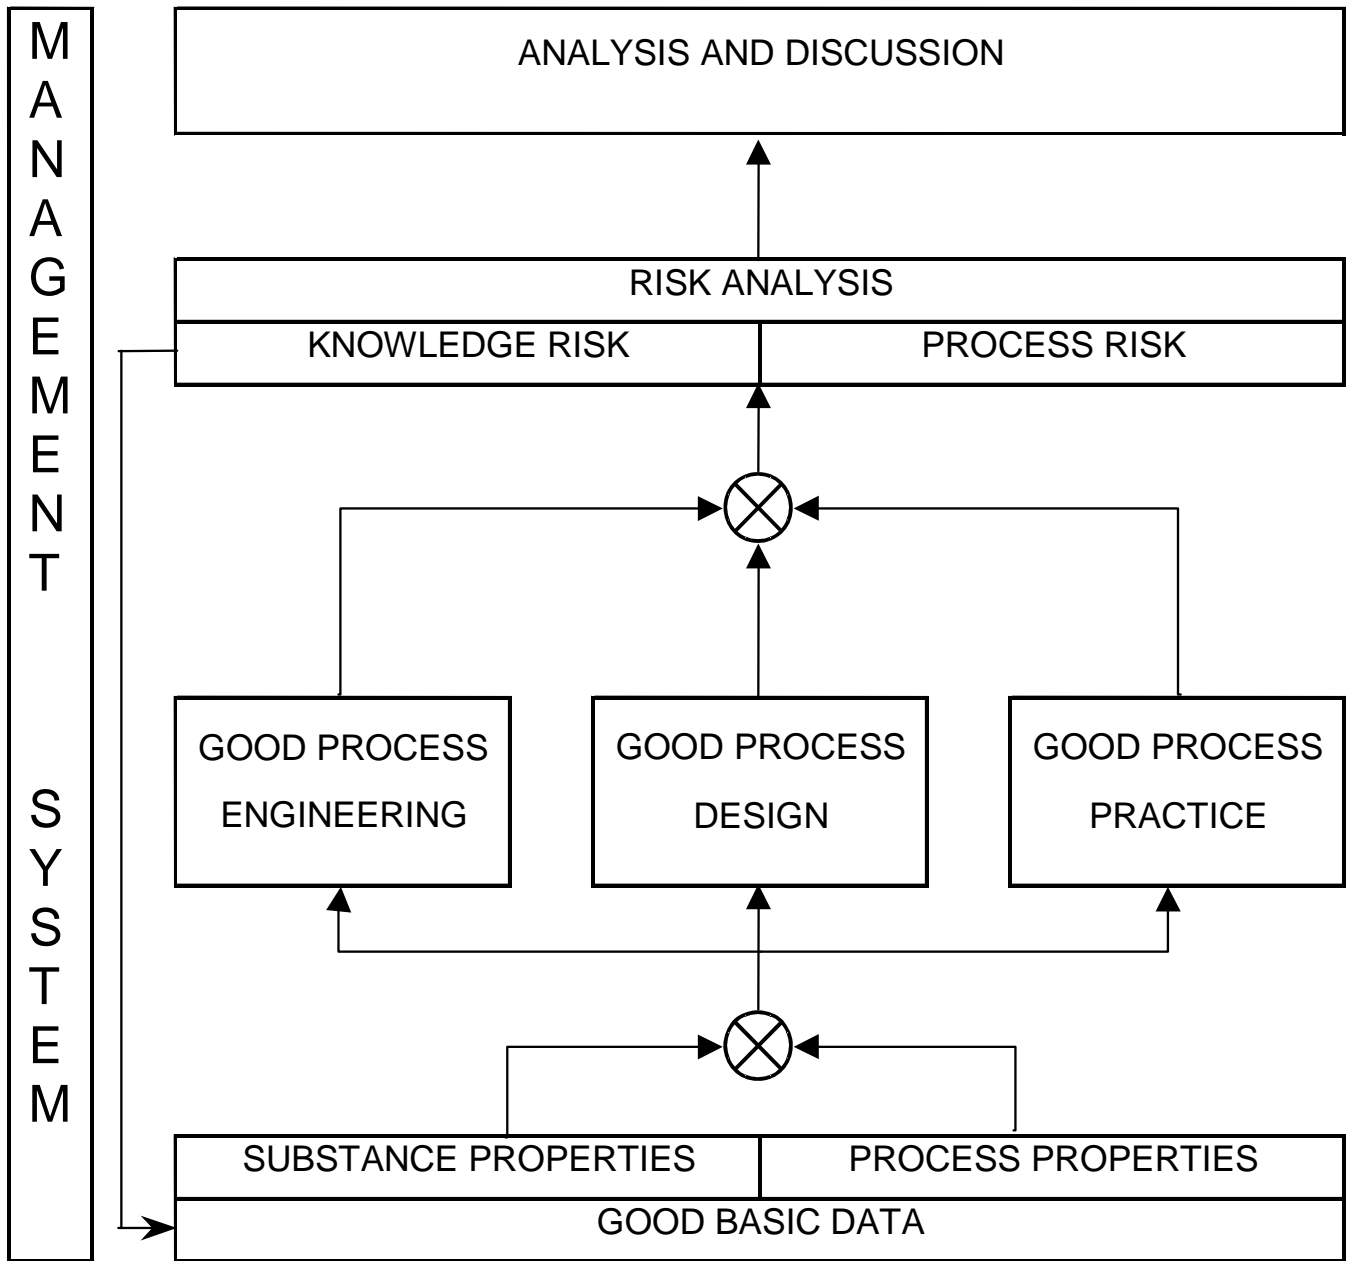 MANAGEMENT SYSTEM
ANALYSIS AND DISCUSSION
RISK ANALYSIS
KNOWLEDGE RISK
PROCESS RISK
GOOD PROCESS
ENGINEERING
GOOD PROCESS
DESIGN
GOOD PROCESS
PRACTICE
SUBSTANCE PROPERTIES
PROCESS PROPERTIES
GOOD BASIC DATA